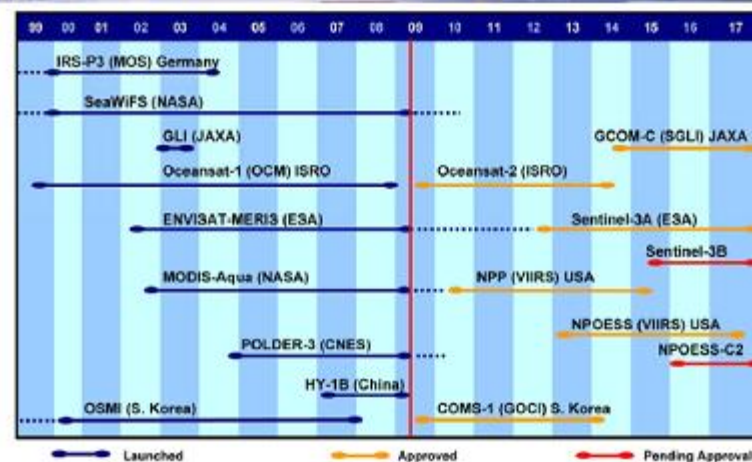 99 00 01 02 03 04 05 06 07 08 09 10 11 12 13 14 15 16 17
IRS-P3 (MOS) Germany
SeaWiFS (NASA)
GLI (JAXA) GCOM-C (SGLI) JAXA
Oceansat-1 (OCM) ISRO Oceansat-2 (ISRO)
ENVISAT-MERIS (ESA) Sentinel-3A (ESA)
Sentinel-3B
MODIS-Aqua (NASA) NPP (VIIRS) USA
NPOESS (VIIRS) USA
POLDER-3 (CNES) NPOESS-C2
HY-1B (China)
OSMI (S. Korea) COMS-1 (GOCI) S. Korea
Launched Approved Pending Approval